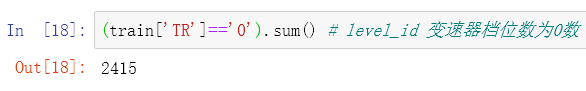 In [18]: (train['TR']=='0').sum() # level_id 变速器档位数为0数
Out[18]: 2415